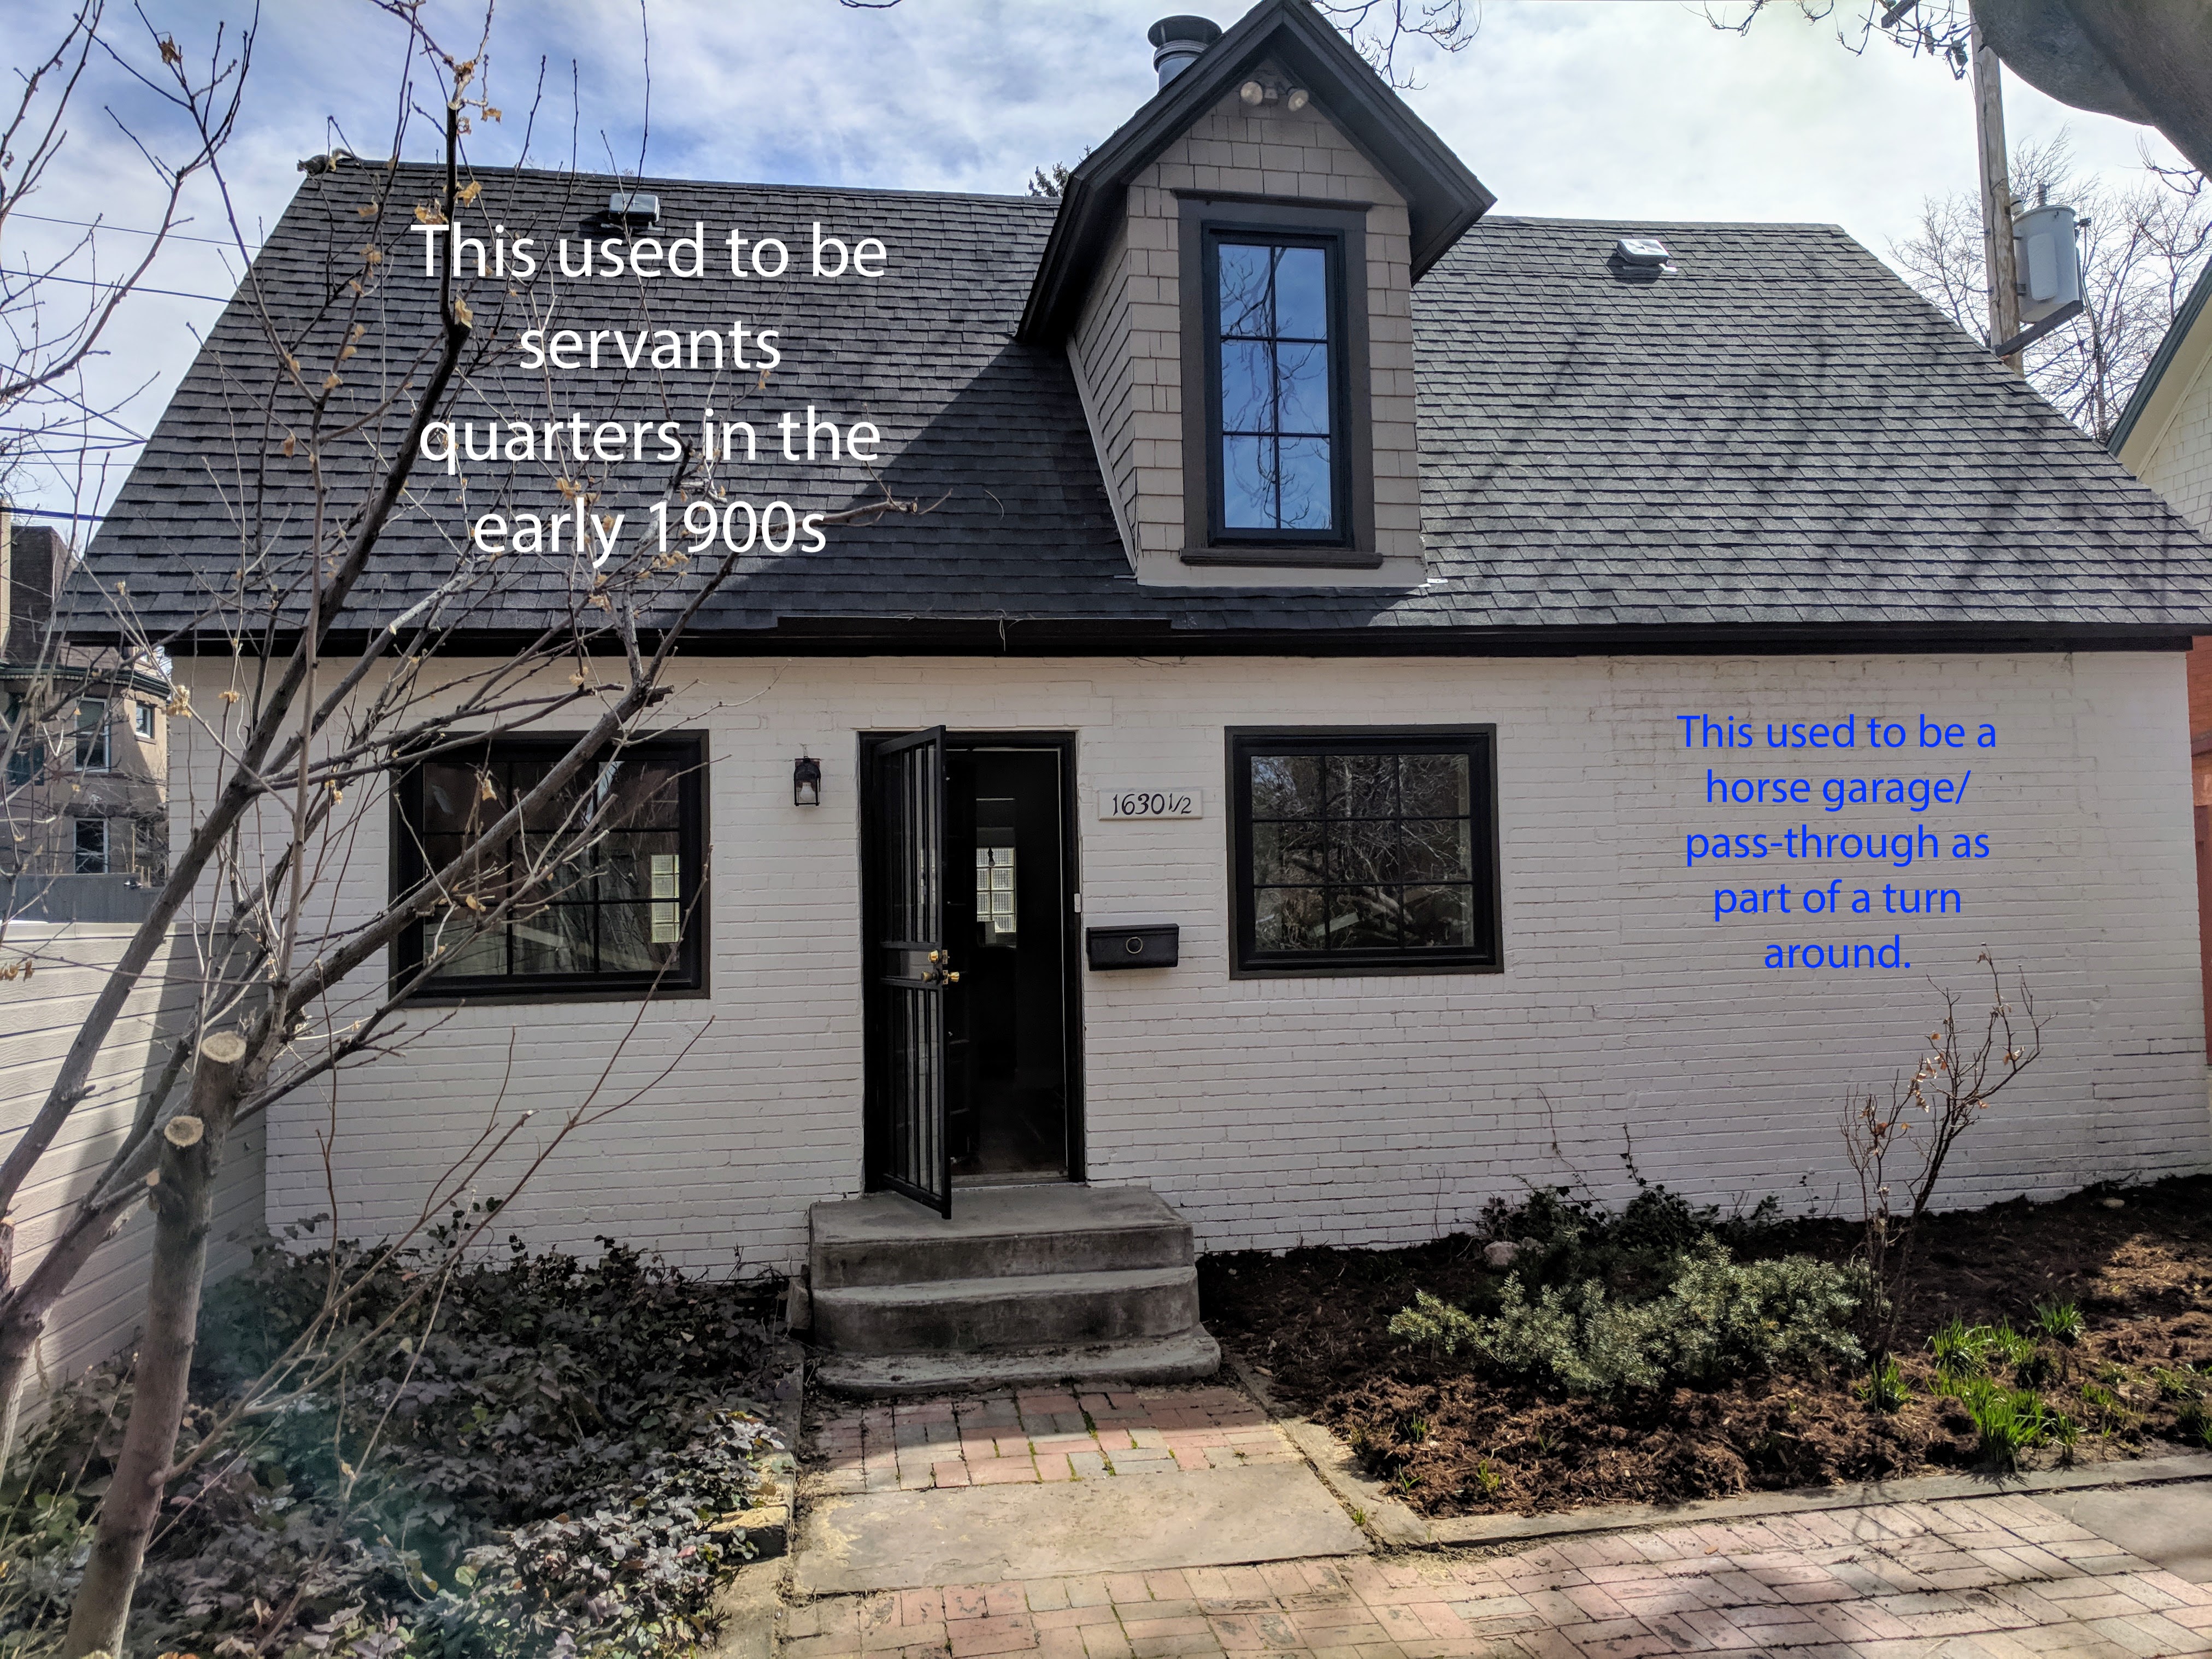 This used to be
servants
quarters in the
early 1900s
1630 1/2
This used to be a
horse garage/
pass-through as
part of a turn
around.